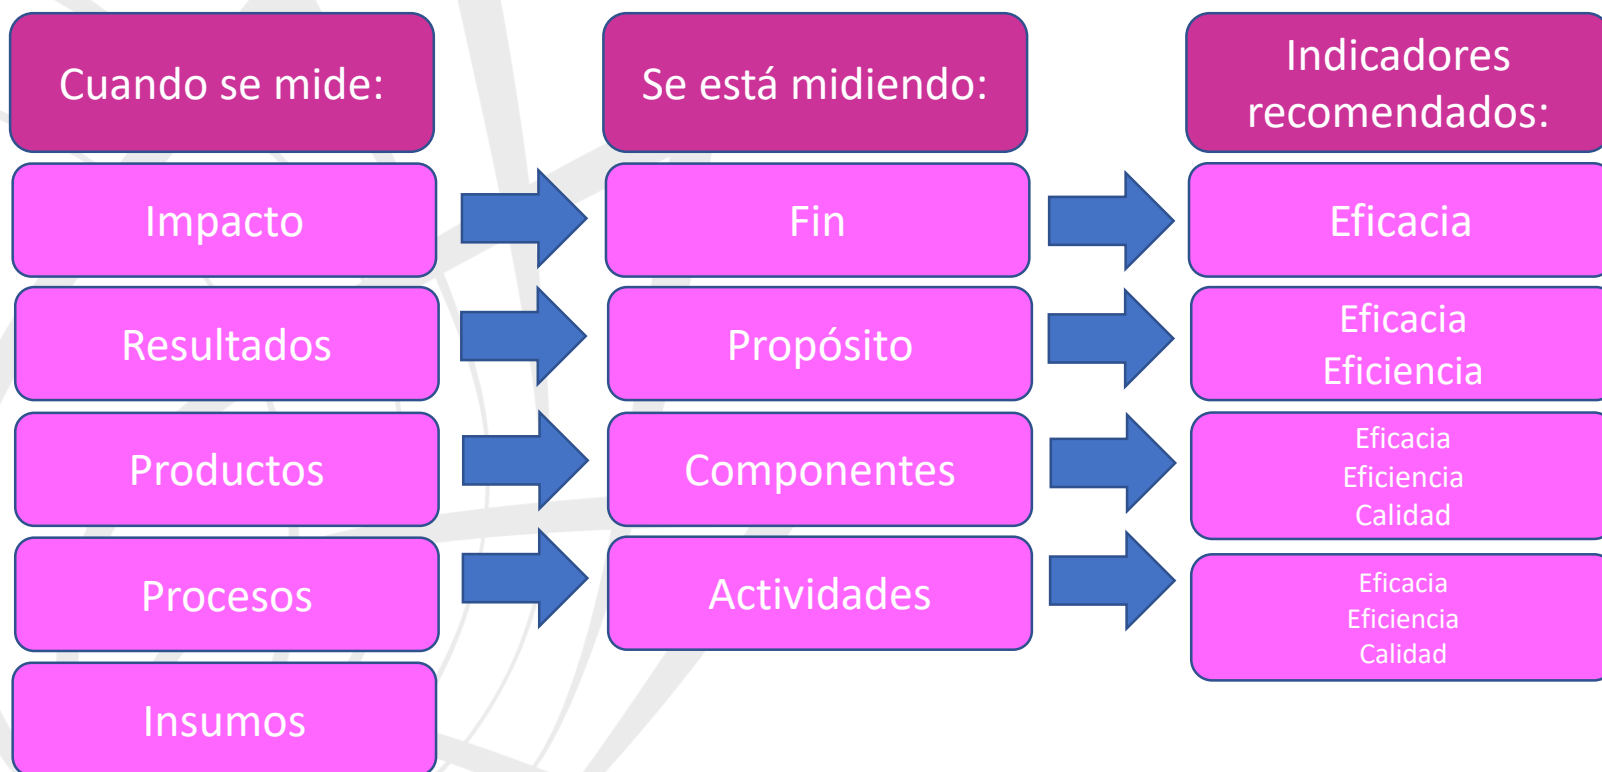 Cuando se mide:
Se está midiendo:
Indicadores
recomendados:
Impacto
Fin
Eficacia
Resultados
Propósito
Eficacia
Eficiencia
Productos
Componentes
Eficacia
Eficiencia
Calidad
Procesos
Actividades
Eficacia
Eficiencia
Calidad
Insumos